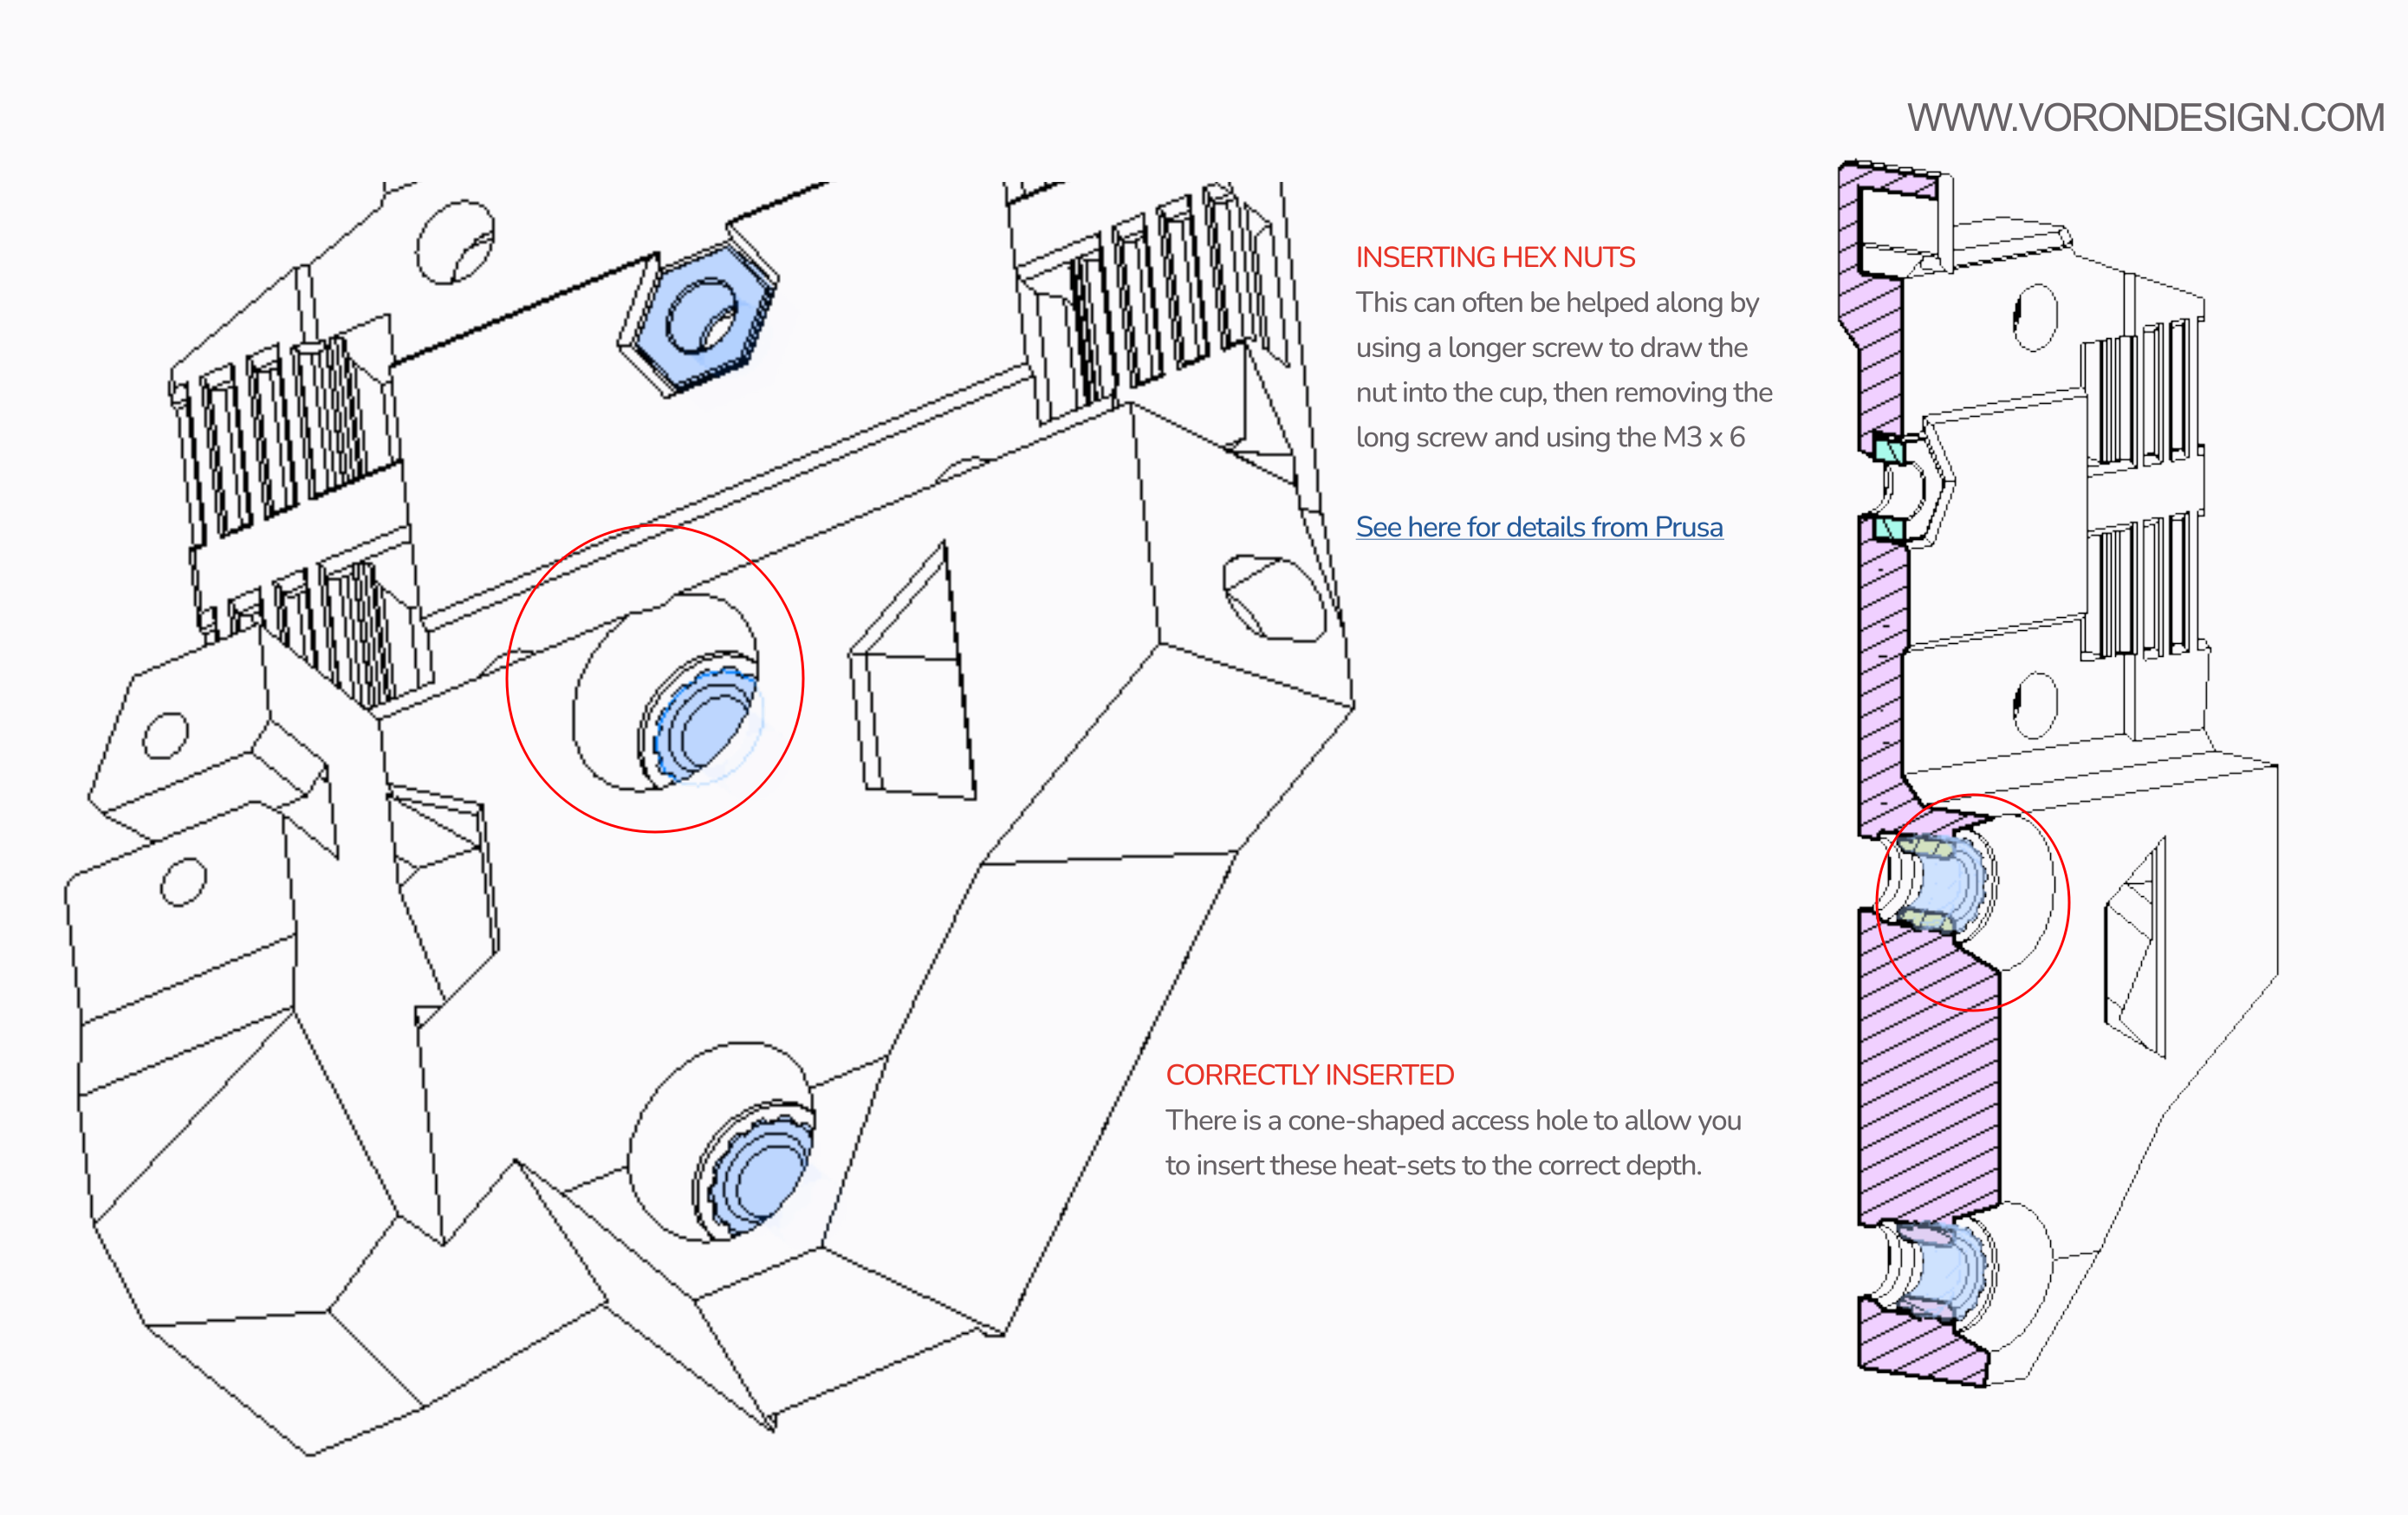 WWW.VORONDESIGN.COM
INSERTING HEX NUTS
This can often be helped along by
using a longer screw to draw the
nut into the cup, then removing the
long screw and using the M3 x 6
See here for details from Prusa
CORRECTLY INSERTED
There is a cone-shaped access hole to allow you
to insert these heat-sets to the correct depth.